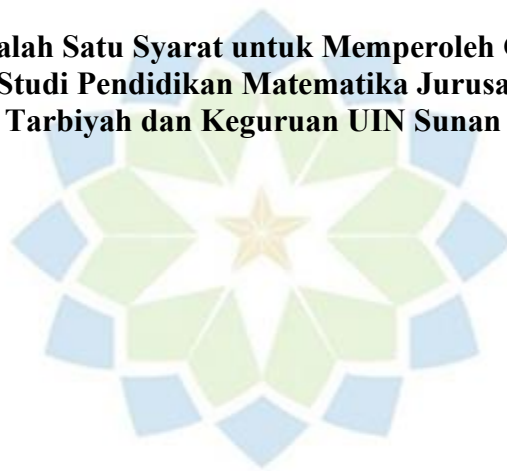 alah Satu Syarat untuk Memperoleh
Studi Pendidikan Matematika Jurusa
Tarbiyah dan Keguruan UIN Sunan